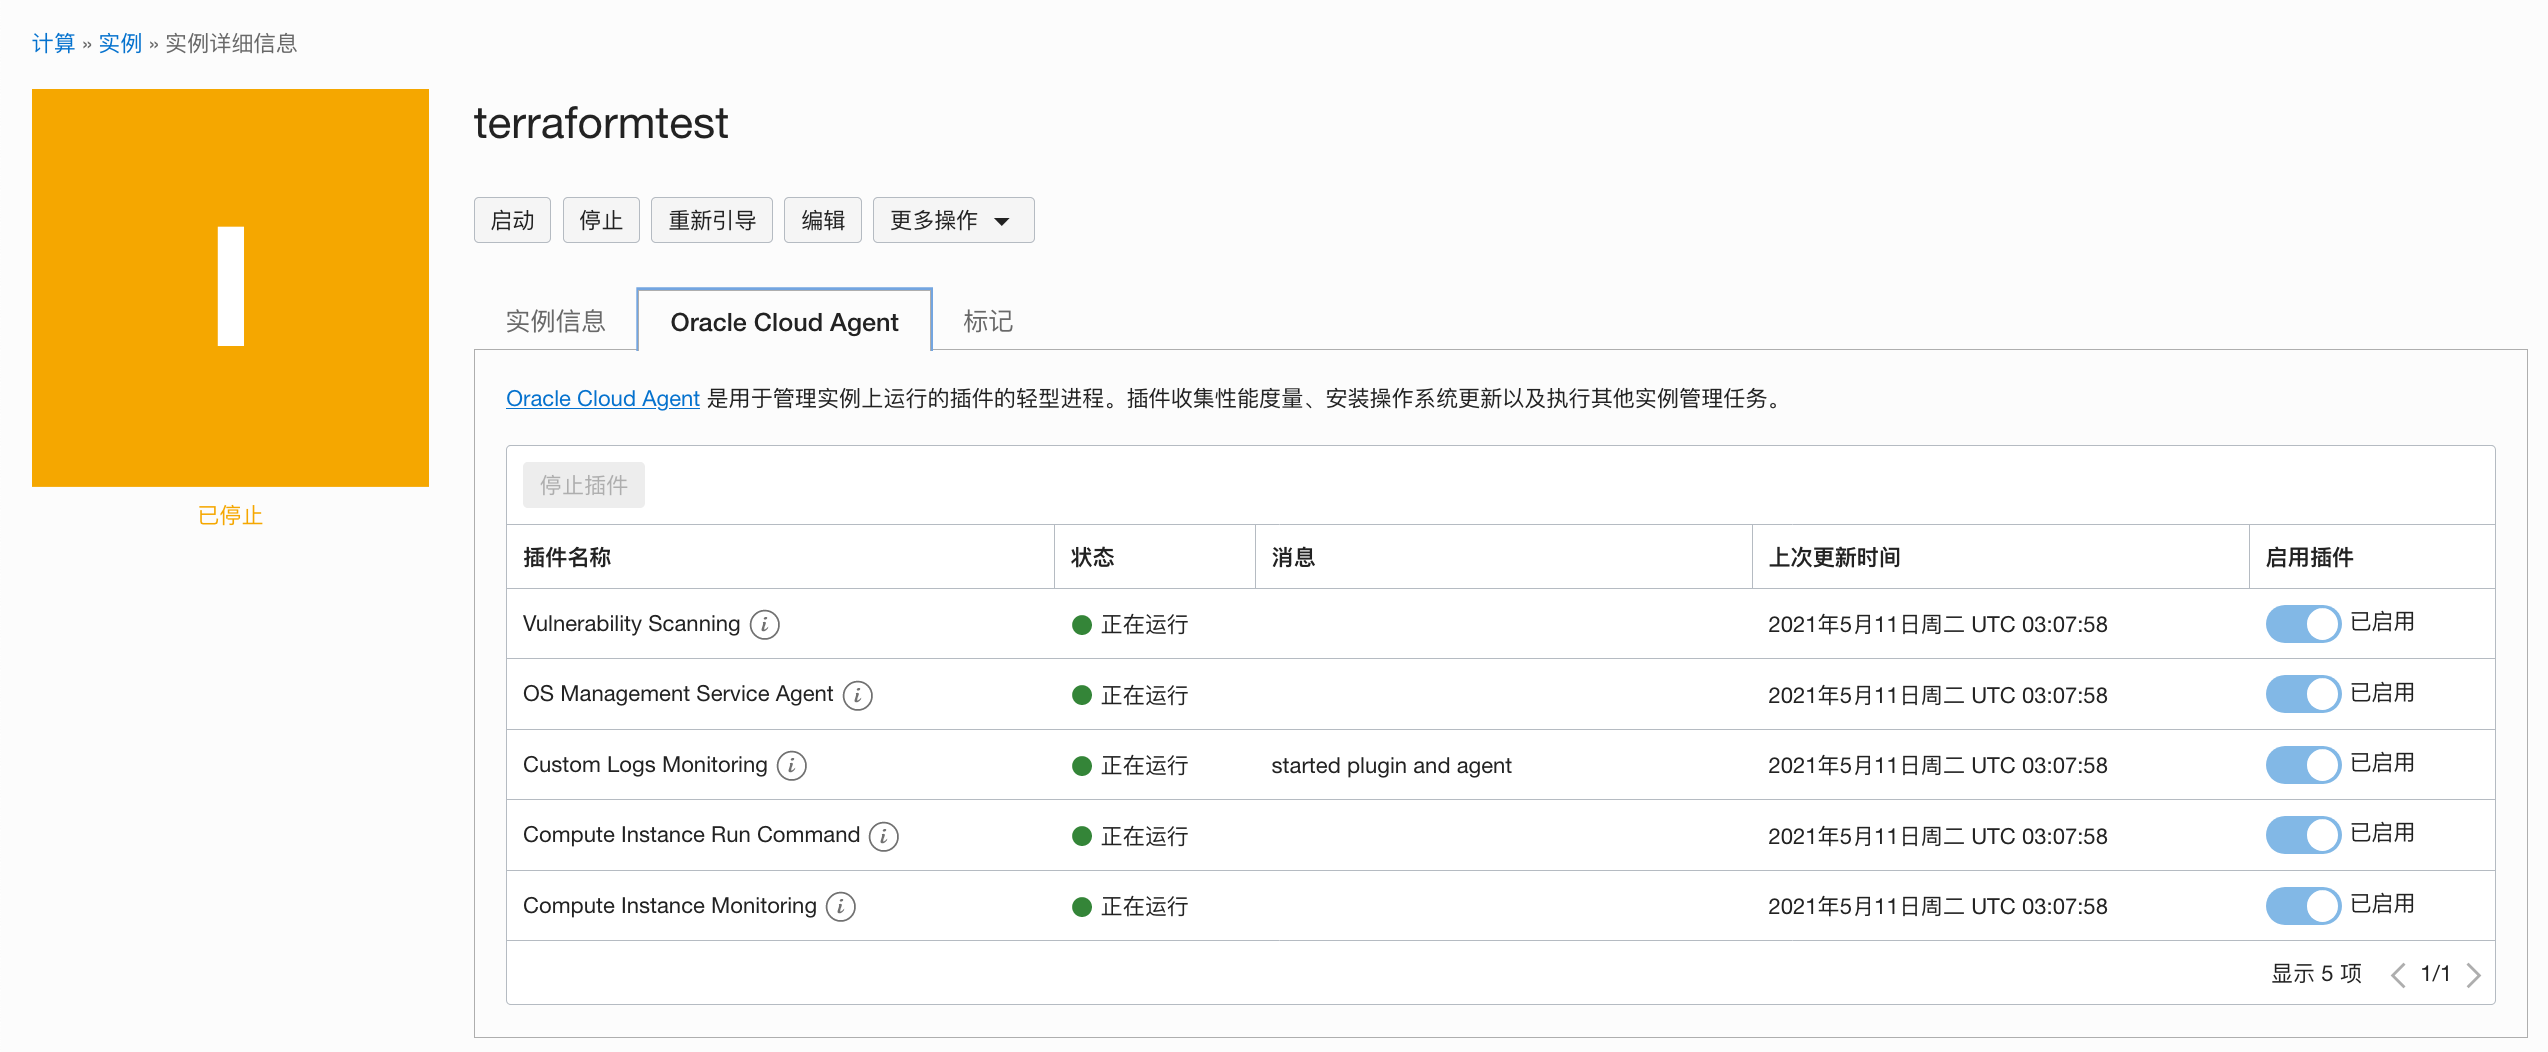 计算 » 实例 » 实例详细信息
I
已停止
terraformtest
启动 停止 重新引导 编辑 更多操作
实例信息 Oracle Cloud Agent 标记
Oracle Cloud Agent 是用于管理实例上运行的插件的轻型进程。插件收集性能度量、安装操作系统更新以及执行其他实例管理任务。
停止插件
插件名称 状态 消息 上次更新时间 启用插件
Vulnerability Scanning i 正在运行 2021年5月11日周二 UTC 03:07:58 已启用
OS Management Service Agent i 正在运行 2021年5月11日周二 UTC 03:07:58 已启用
Custom Logs Monitoring i 正在运行 started plugin and agent 2021年5月11日周二 UTC 03:07:58 已启用
Compute Instance Run Command i 正在运行 2021年5月11日周二 UTC 03:07:58 已启用
Compute Instance Monitoring i 正在运行 2021年5月11日周二 UTC 03:07:58 已启用
显示 5 项 1/1